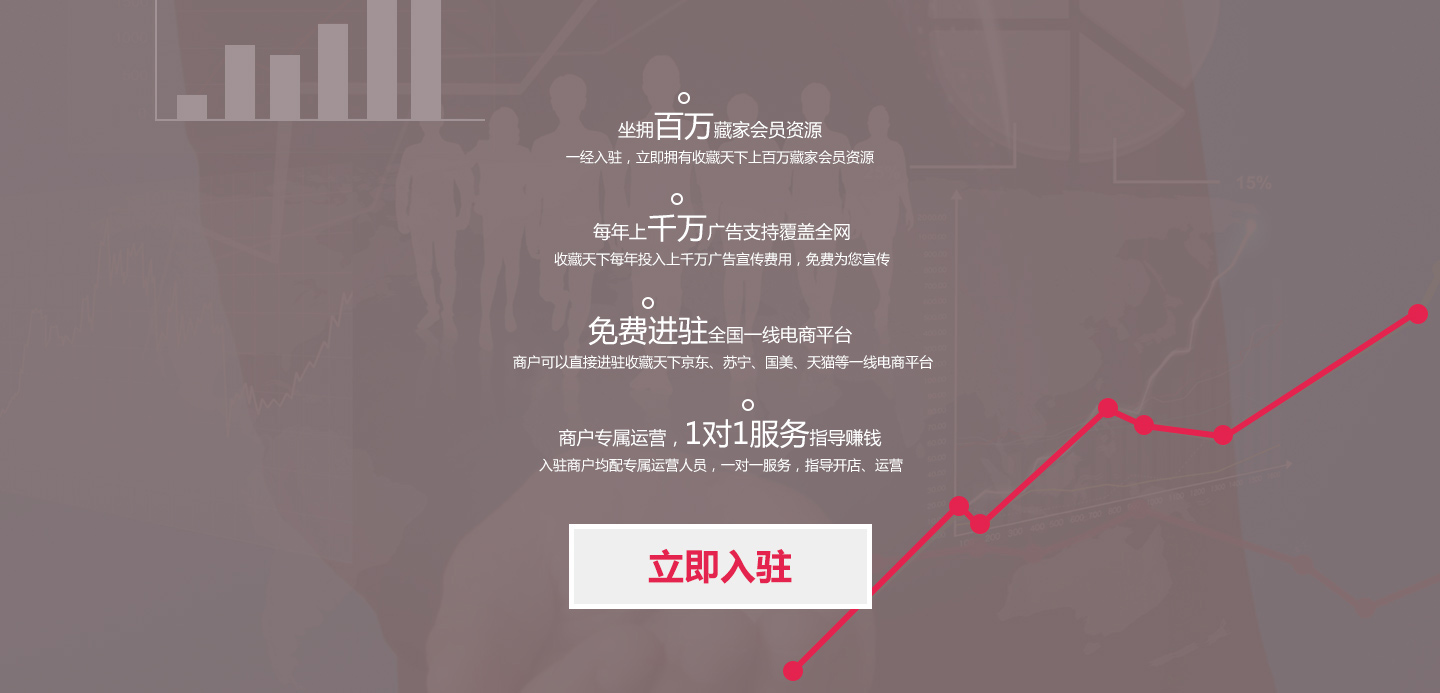 坐拥百万藏家会员资源
一经入驻，立即拥有收藏天下上百万藏家会员资源
每年上千万广告支持覆盖全网
收藏天下每年投入上千万广告宣传费用，免费为您宣传
免费进驻全国一线电商平台
商户可以直接进驻收藏天下京东、苏宁、国美、天猫等一线电商平台
商户专属运营，1对1服务指导赚钱
入驻商户均配专属运营人员，一对一服务，指导开店、运营
立即入驻
15%